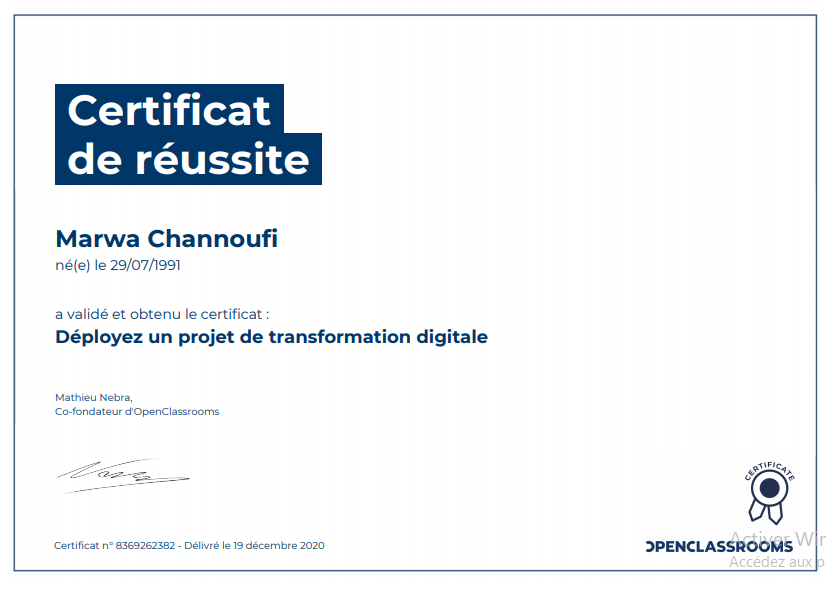 Certificat
de réussite
Marwa Channoufi
né(e) le 29/07/1991
a validé et obtenu le certificat :
Déployez un projet de transformation digitale
Mathieu Nebra,
Co-fondateur d'OpenClassrooms
Certificat n° 8369262382 - Délivré le 19 décembre 2020
CERTIFICATE
OPENCLASSROOMS
Activer Wir
Accédez aux p